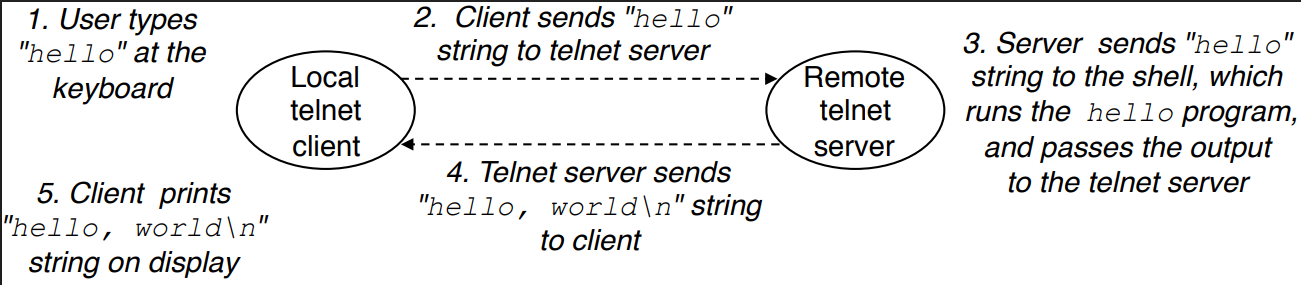 1. User types
"hello" at the
keyboard
Local
telnet
client
2. Client sends "hello"
string to telnet server
Remote
telnet
server
3. Server sends "hello"
string to the shell, which
runs the hello program,
and passes the output
to the telnet server
4. Telnet server sends
"hello, world\n" string
to client
5. Client prints
"hello, world\n"
string on display